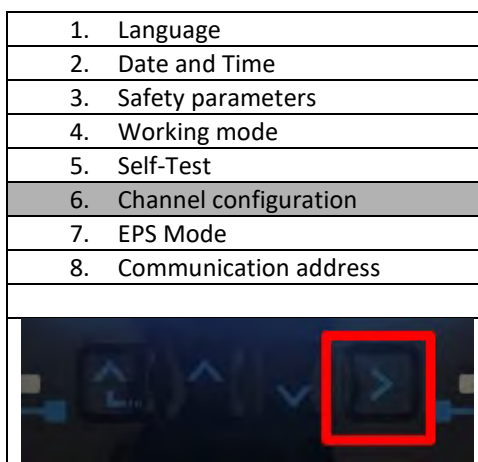 1. Language
2. Date and Time
3. Safety parameters
4. Working mode
5. Self-Test
6. Channel configuration
7. EPS Mode
8. Communication address